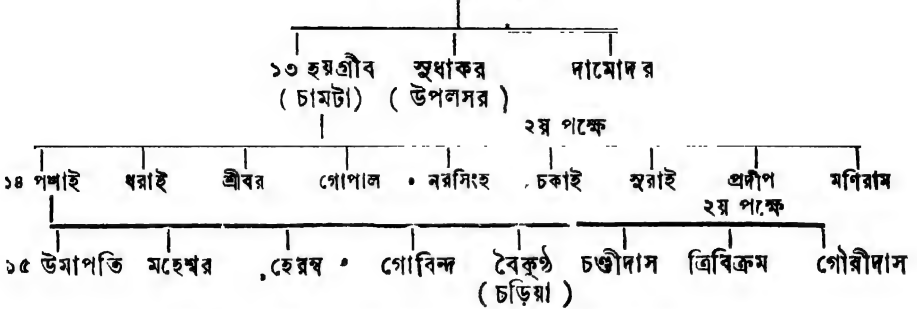 ১৩ হয়গ্রীব সুধাকর দামোদর
( চামটা ) ( উপলসর )
২য় পক্ষে
১৪ পশাই ধরাই শ্রীবর গোপাল নরসিংহ চকাই সুরাই প্রদীপ মণিরাম
২য় পক্ষে
১৫ উমাপতি মহেশ্বর হেরম্ব গোবিন্দ বৈকুণ্ঠ চণ্ডীদাস ত্রিবিক্রম গৌরীদাস
( চড়িয়া )